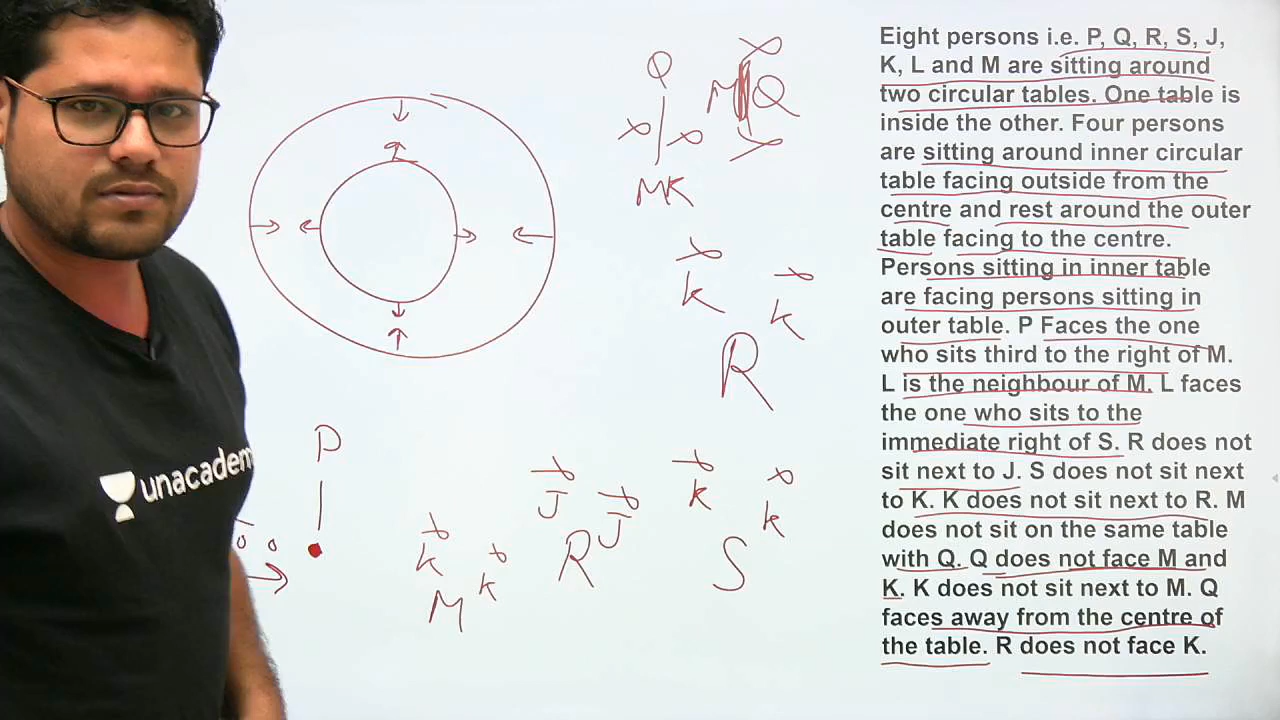 Eight persons i.e. P, Q, R, S, J,
K, L and M are sitting around
two circular tables. One table is
inside the other. Four persons
are sitting around inner circular
table facing outside from the
centre and rest around the outer
table facing to the centre.
Persons sitting in inner table
are facing persons sitting in
outer table. P Faces the one
who sits third to the right of M.
L is the neighbour of M. L faces
the one who sits to the
immediate right of S. R does not
sit next to J. S does not sit next
to K. K does not sit next to R. M
does not sit on the same table
with Q. Q does not face M and
K. K does not sit next to M. Q
faces away from the centre of
the table. R does not face K.
Q
M Q
MK
K K
R
P
K K
M
J J
R
K K
S
unacademy